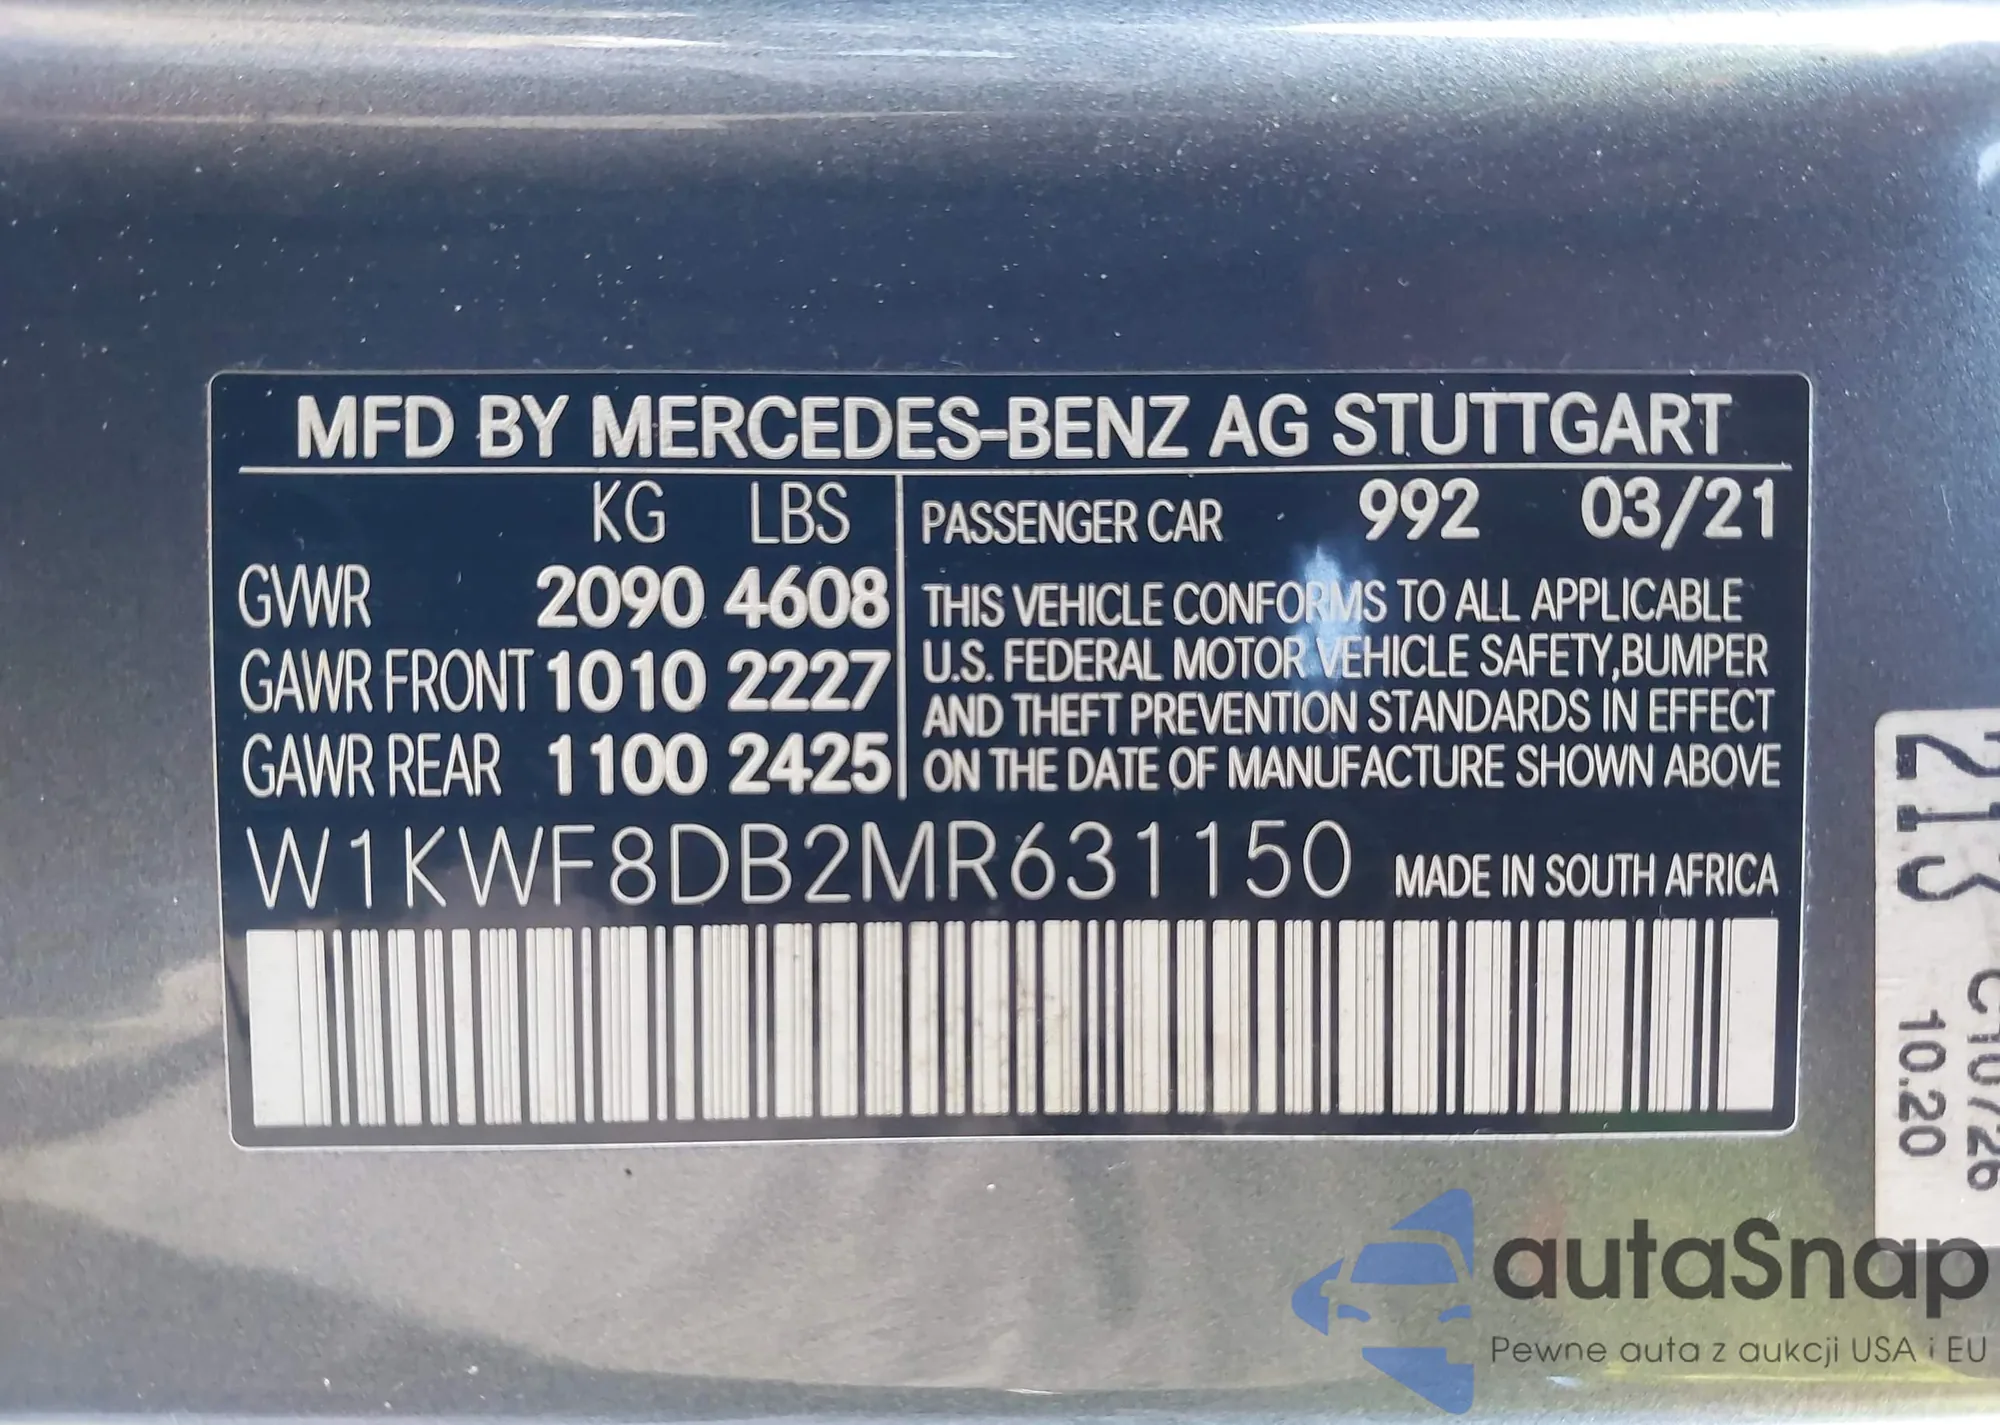 MFD BY MERCEDES-BENZ AG STUTTGART
KG LBS
GVWR 2090 4608
GAWR FRONT 1010 2227
GAWR REAR 1100 2425
PASSENGER CAR 992 03/21
THIS VEHICLE CONFORMS TO ALL APPLICABLE
U.S. FEDERAL MOTOR VEHICLE SAFETY,BUMPER
AND THEFT PREVENTION STANDARDS IN EFFECT
ON THE DATE OF MANUFACTURE SHOWN ABOVE
W1KWF8DB2MR631150 MADE IN SOUTH AFRICA
10.20
autaSnap
Pewne auta z aukcji USA i EU